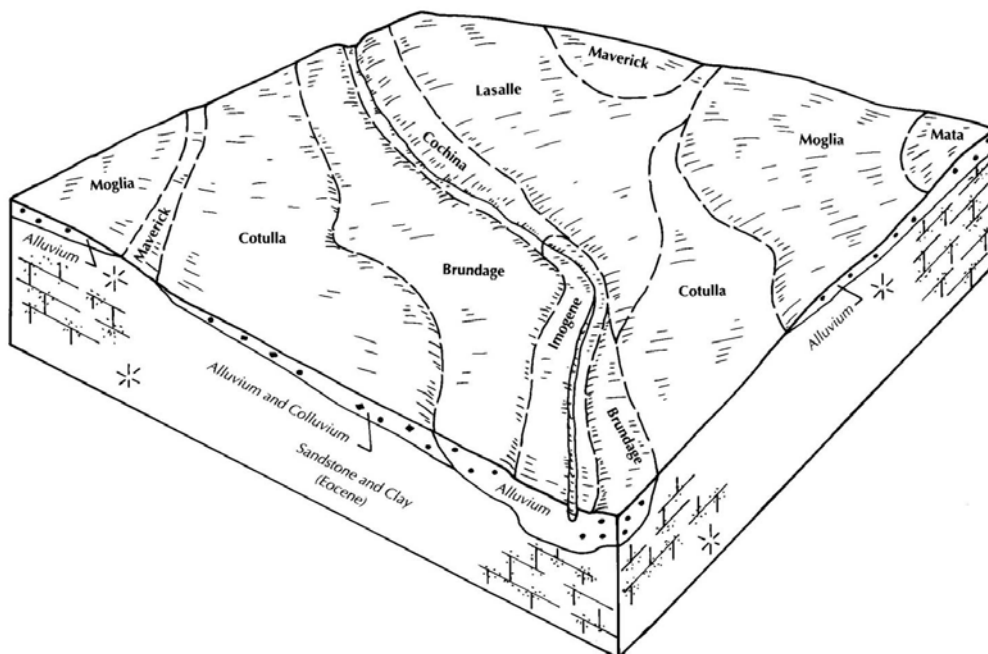 Maverick
Lasalle
Moglia
Mata
Cochina
Moglia
Maverick
Alluvium
Cotulla
Brundage
Cotulla
Imogene
Alluvium
Brundage
Alluvium and Colluvium
Sandstone and Clay
(Eocene)
Alluvium